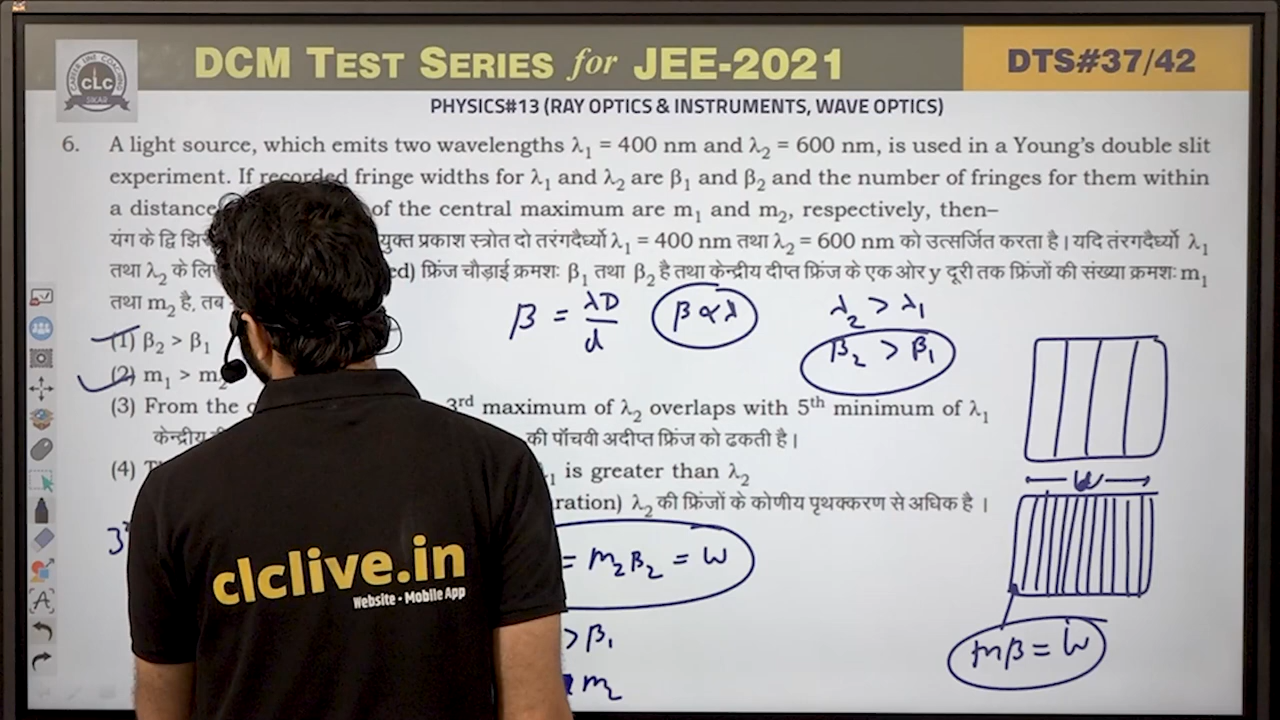 DCM TEST SERIES for JEE-2021
DTS#37/42
CLC
SIKAR
PHYSICS#13 (RAY OPTICS & INSTRUMENTS, WAVE OPTICS)
6. A light source, which emits two wavelengths λ₁ = 400 nm and λ₂ = 600 nm, is used in a Young's double slit
experiment. If recorded fringe widths for λ₁ and λ₂ are β₁ and β₂ and the number of fringes for them within
a distance of the central maximum are m₁ and m₂, respectively, then–
यंग के द्वि युक्त प्रकाश स्त्रोत दो तरंगदैर्ध्यो λ₁ = 400 nm तथा λ₂ = 600 nm को उत्सर्जित करता है। यदि तरंगदैर्ध्यो λ₁
तथा λ₂ के ed) फ्रिंज चौड़ाई क्रमशः β₁ तथा β₂ है तथा केन्द्रीय दीप्त फ्रिंज के एक ओर y दूरी तक फ्रिंजों की संख्या क्रमशः m₁
तथा m₂ है, तब
β = λD/d
β ∝ λ
λ₂ > λ₁
β₂ > β₁
(1) β₂ > β₁
(2) m₁ > m₂
(3) From the 3rd maximum of λ₂ overlaps with 5th minimum of λ₁
केन्द्रीय की पाँचवी अदीप्त फ्रिंज को ढकती है।
(4) λ₁ is greater than λ₂
ration) λ₂ की फ्रिंजों के कोणीय पृथक्करण से अधिक है ।
W
= m₂β₂ = W
> β₁
m₂
mβ = W
clclive.in
Website - Mobile App